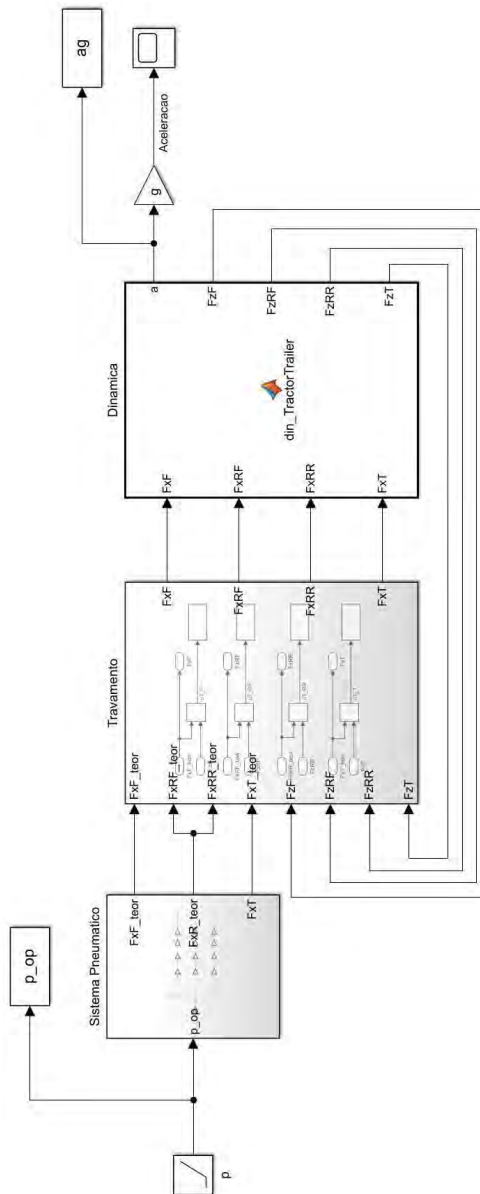 p
p_op
Sistema Pneumatico
p_op
FxF_teor
FxR_teor
FxT
Travamento
FxF_teor
FxRF_teor
FxRR_teor
FxT_teor
FzF
FzRF
FzRR
FzT
FxF
FxRF
FxRR
FxT
Dinamica
FxF
FxRF
FxRR
FxT
din_TractorTrailer
a
FzF
FzRF
FzRR
FzT
g
Aceleracao
ag